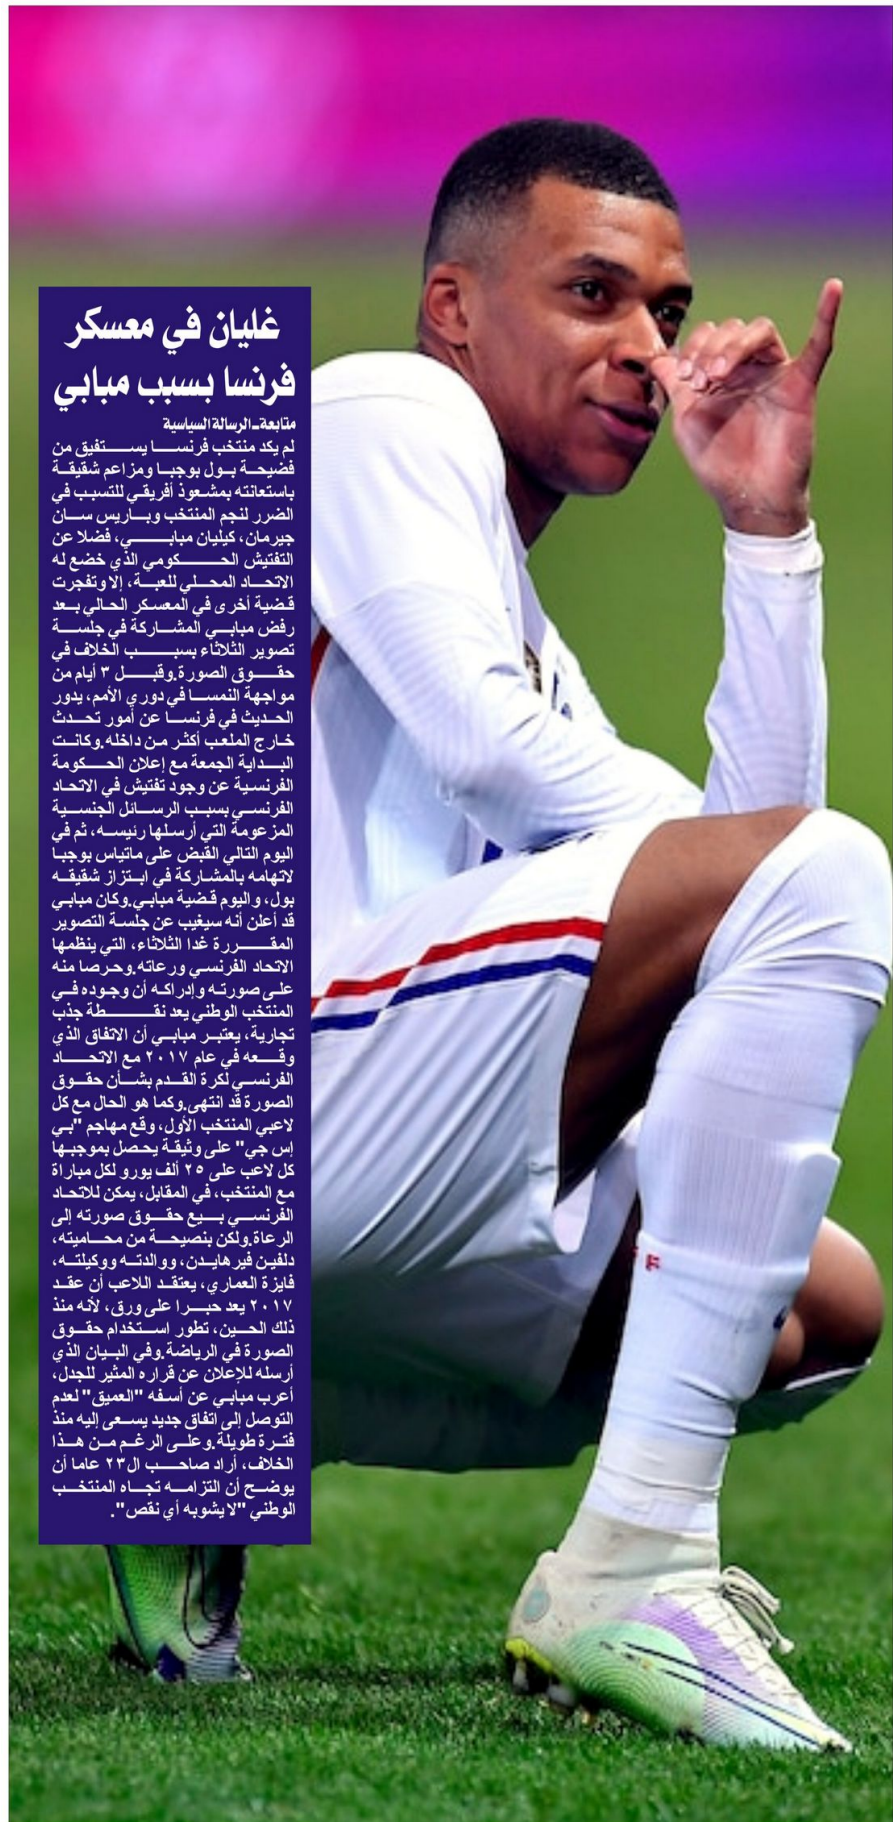 غليان في معسكر
فرنسا بسبب مبابي
متابعة-الرسالة السياسية
لم يكد منتخب فرنسا يستفيق من
فضيحة بول بوجبا ومزاعم شقيقة
باستعانته بمشعوذ أفريقي للتسبب في
الضرر لنجم المنتخب وباريس سان
جيرمان، كيليان مبابي، فضلا عن
التفتيش الحكومي الذي خضع له
الاتحاد المحلي للعبة، إلا وتفجرت
قضية أخرى في المعسكر الحالي بعد
رفض مبابي المشاركة في جلسة
تصوير الثلاثاء بسبب الخلاف في
حقوق الصورة.وقبل ٣ أيام من
مواجهة النمسا في دوري الأمم، يدور
الحديث في فرنسا عن أمور تحدث
خارج الملعب أكثر من داخله.وكانت
البداية الجمعة مع إعلان الحكومة
الفرنسية عن وجود تفتيش في الاتحاد
الفرنسي بسبب الرسائل الجنسية
المزعومة التي أرسلها رئيسه، ثم في
اليوم التالي القبض على ماتياس بوجبا
لاتهامه بالمشاركة في ابتزاز شقيقه
بول، واليوم قضية مبابي.وكان مبابي
قد أعلن أنه سيغيب عن جلسة التصوير
المقررة غدا الثلاثاء، التي ينظمها
الاتحاد الفرنسي ورعاته.وحرصا منه
على صورته وإدراكه أن وجوده في
المنتخب الوطني يعد نقطة جذب
تجارية، يعتبر مبابي أن الاتفاق الذي
وقعه في عام ٢٠١٧ مع الاتحاد
الفرنسي لكرة القدم بشأن حقوق
الصورة قد انتهى.وكما هو الحال مع كل
لاعبي المنتخب الأول، وقع مهاجم "بي
إس جي" على وثيقة يحصل بموجبها
كل لاعب على ٢٥ ألف يورو لكل مباراة
مع المنتخب، في المقابل، يمكن للاتحاد
الفرنسي ببيع حقوق صورته إلى
الرعاة.ولكن بنصيحة من محاميته،
دلفين فيرهايدن، ووالدته ووكيلته،
فايزة العماري، يعتقد اللاعب أن عقد
٢٠١٧ يعد حبرا على ورق، لأنه منذ
ذلك الحين، تطور استخدام حقوق
الصورة في الرياضة.وفي البيان الذي
أرسله للإعلان عن قراره المثير للجدل،
أعرب مبابي عن أسفه "العميق" لعدم
التوصل إلى اتفاق جديد يسعى إليه منذ
فترة طويلة.وعلى الرغم من هذا
الخلاف، أراد صاحب ال٢٣ عاما أن
يوضح أن التزامه تجاه المنتخب
الوطني "لا يشوبه أي نقص".